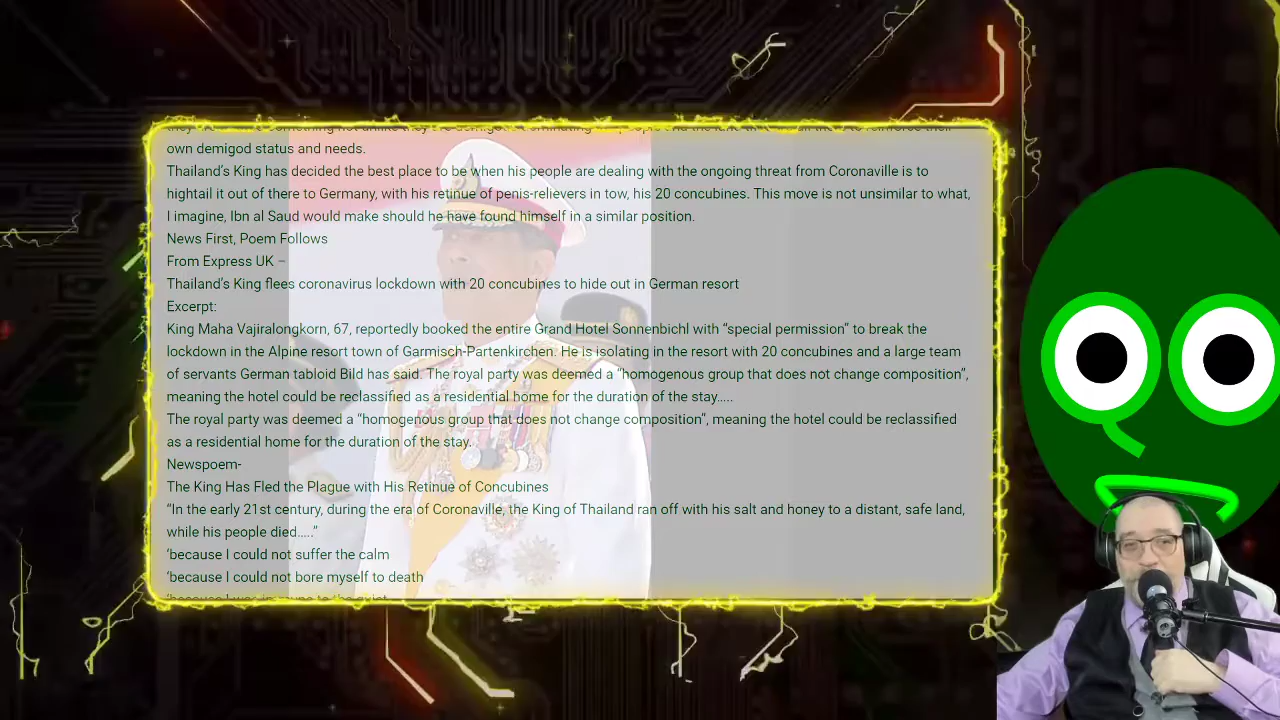 own demigod status and needs.
Thailand's King has decided the best place to be when his people are dealing with the ongoing threat from Coronaville is to
hightail it out of there to Germany, with his retinue of penis-relievers in tow, his 20 concubines. This move is not unsimilar to what,
I imagine, Ibn al Saud would make should he have found himself in a similar position.
News First, Poem Follows
From Express UK –
Thailand's King flees coronavirus lockdown with 20 concubines to hide out in German resort
Excerpt:
King Maha Vajiralongkorn, 67, reportedly booked the entire Grand Hotel Sonnenbichl with “special permission” to break the
lockdown in the Alpine resort town of Garmisch-Partenkirchen. He is isolating in the resort with 20 concubines and a large team
of servants German tabloid Bild has said. The royal party was deemed a “homogenous group that does not change composition”,
meaning the hotel could be reclassified as a residential home for the duration of the stay.....
The royal party was deemed a “homogenous group that does not change composition”, meaning the hotel could be reclassified
as a residential home for the duration of the stay.
Newspoem-
The King Has Fled the Plague with His Retinue of Concubines
“In the early 21st century, during the era of Coronaville, the King of Thailand ran off with his salt and honey to a distant, safe land,
while his people died.....”
‘because I could not suffer the calm
‘because I could not bore myself to death